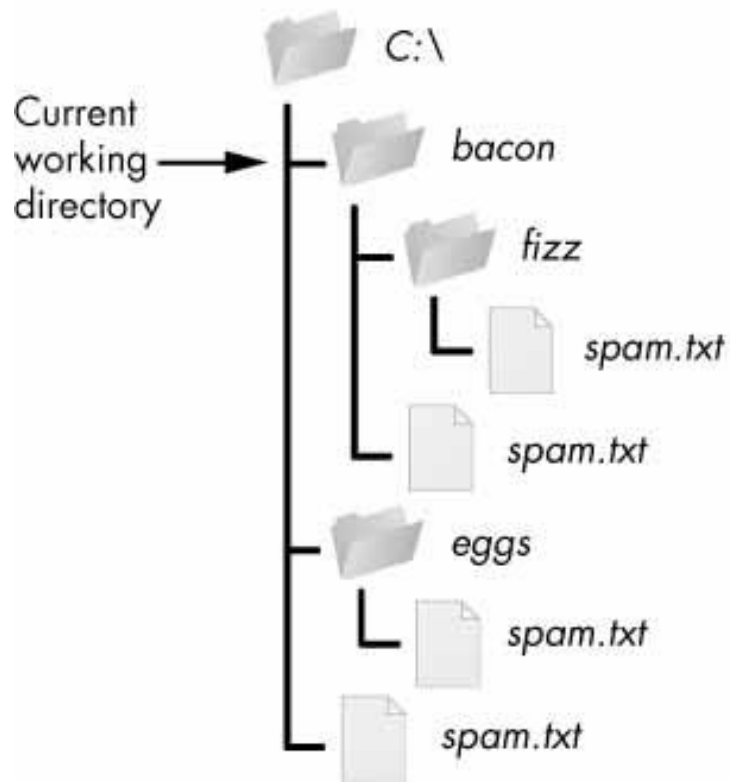 C:\
Current
working
directory
bacon
fizz
spam.txt
spam.txt
eggs
spam.txt
spam.txt